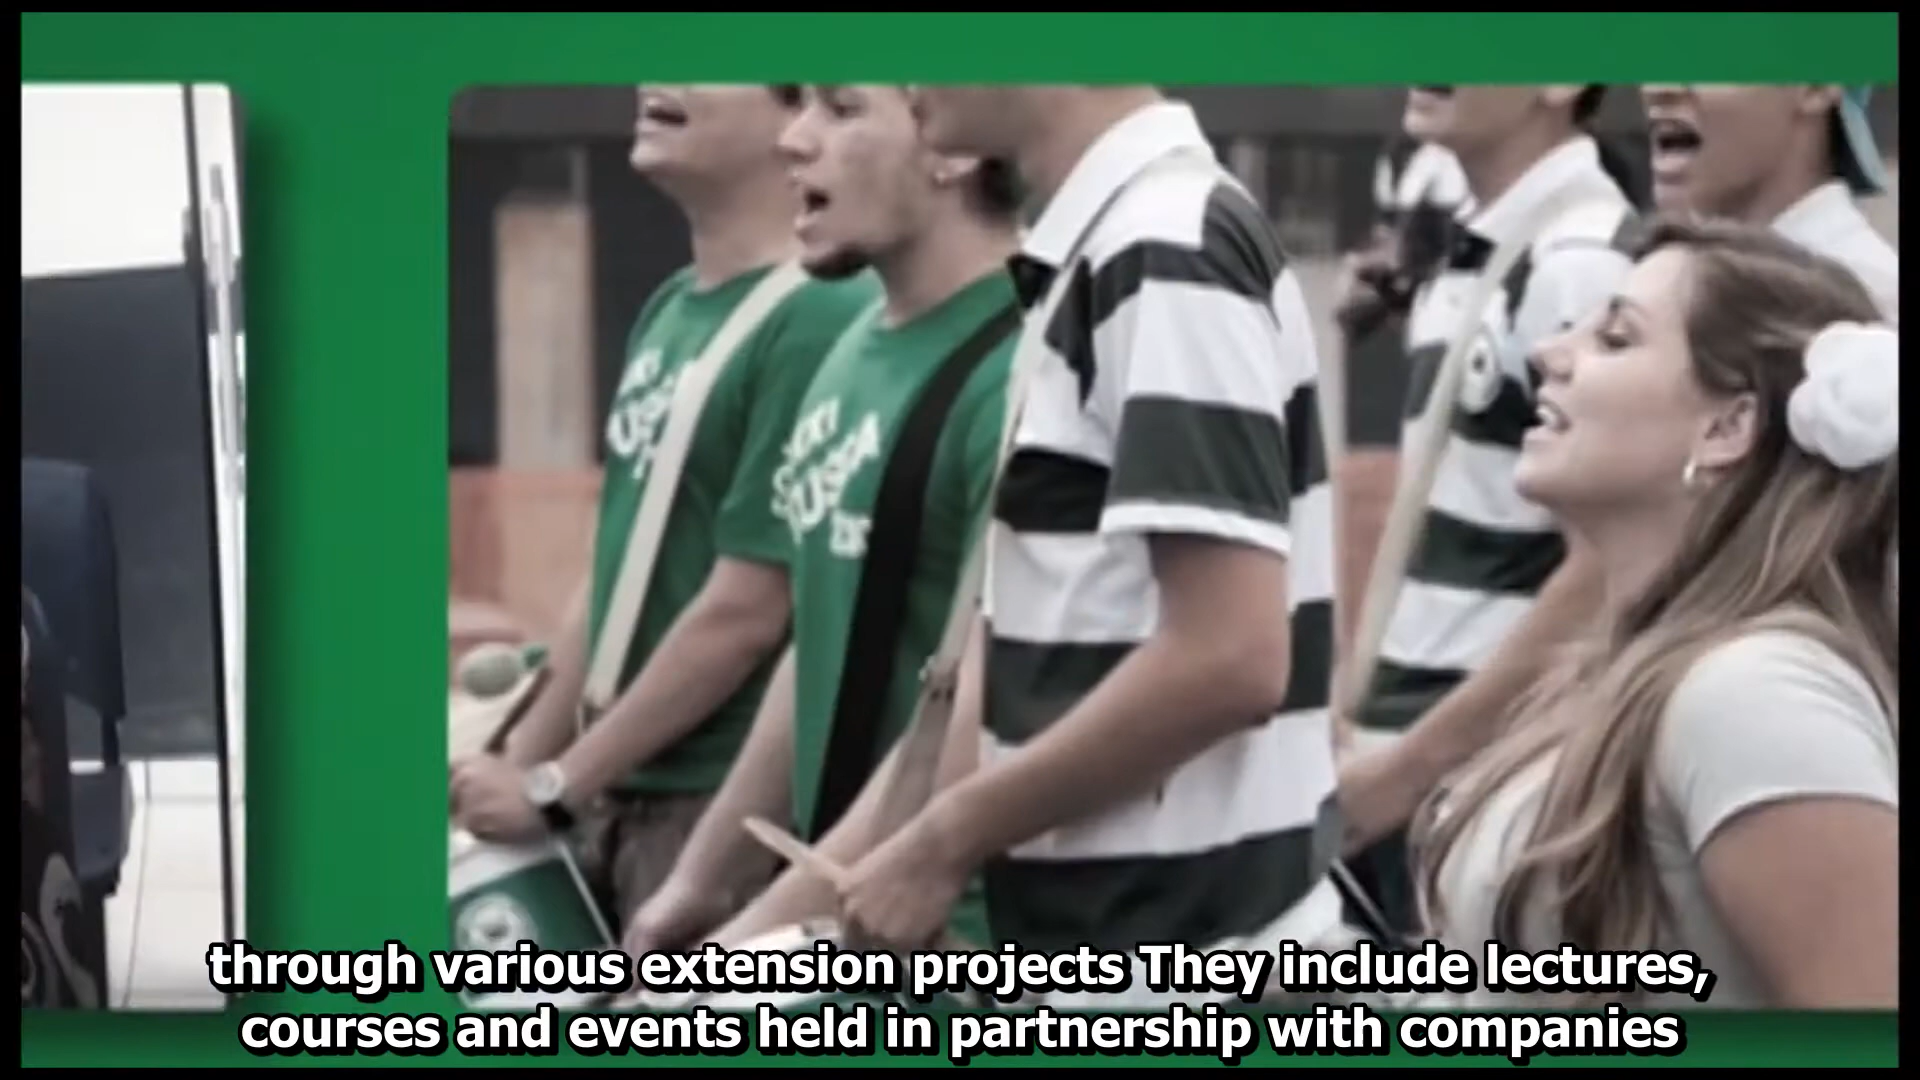 through various extension projects They include lectures,
courses and events held in partnership with companies